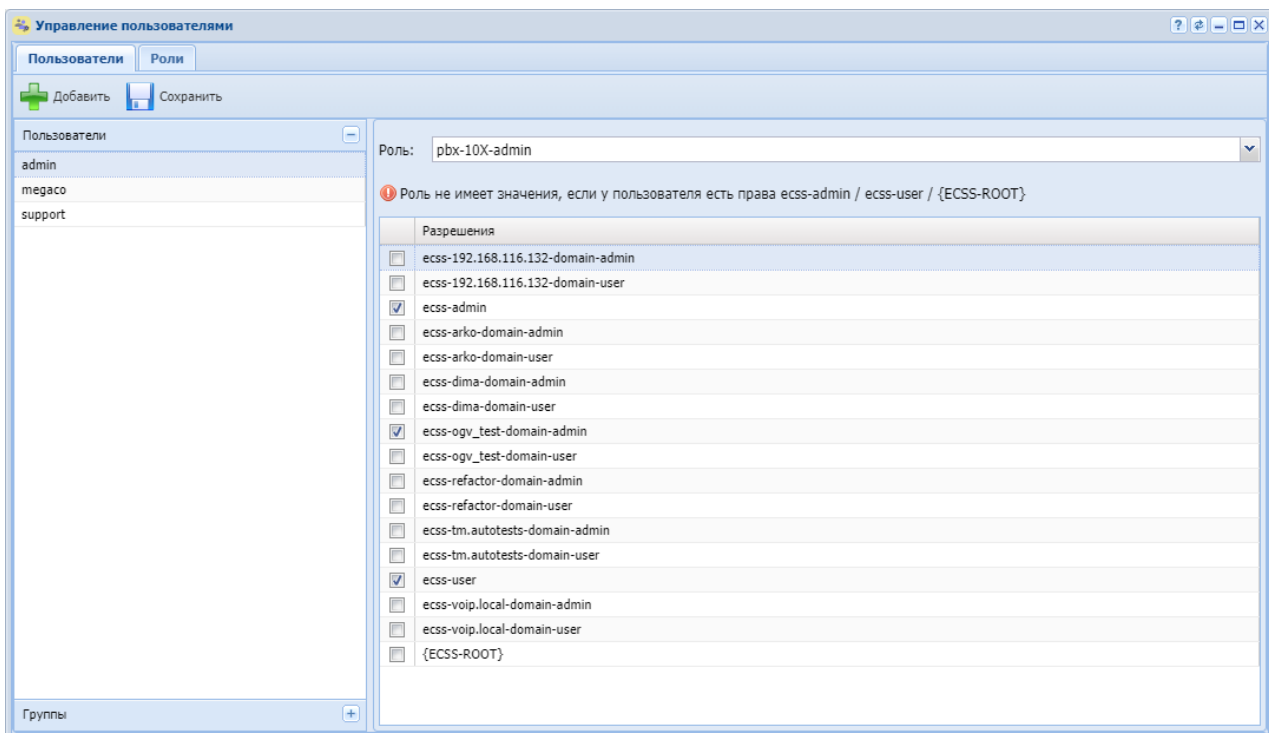 Управление пользователями
Пользователи Роли
Добавить Сохранить
Пользователи
admin
megaco
support
Группы
Роль: pbx-10X-admin
Роль не имеет значения, если у пользователя есть права ecss-admin / ecss-user / {ECSS-ROOT}
Разрешения
ecss-192.168.116.132-domain-admin
ecss-192.168.116.132-domain-user
ecss-admin
ecss-arko-domain-admin
ecss-arko-domain-user
ecss-dima-domain-admin
ecss-dima-domain-user
ecss-ogv_test-domain-admin
ecss-ogv_test-domain-user
ecss-refactor-domain-admin
ecss-refactor-domain-user
ecss-tm.autotests-domain-admin
ecss-tm.autotests-domain-user
ecss-user
ecss-voip.local-domain-admin
ecss-voip.local-domain-user
{ECSS-ROOT}